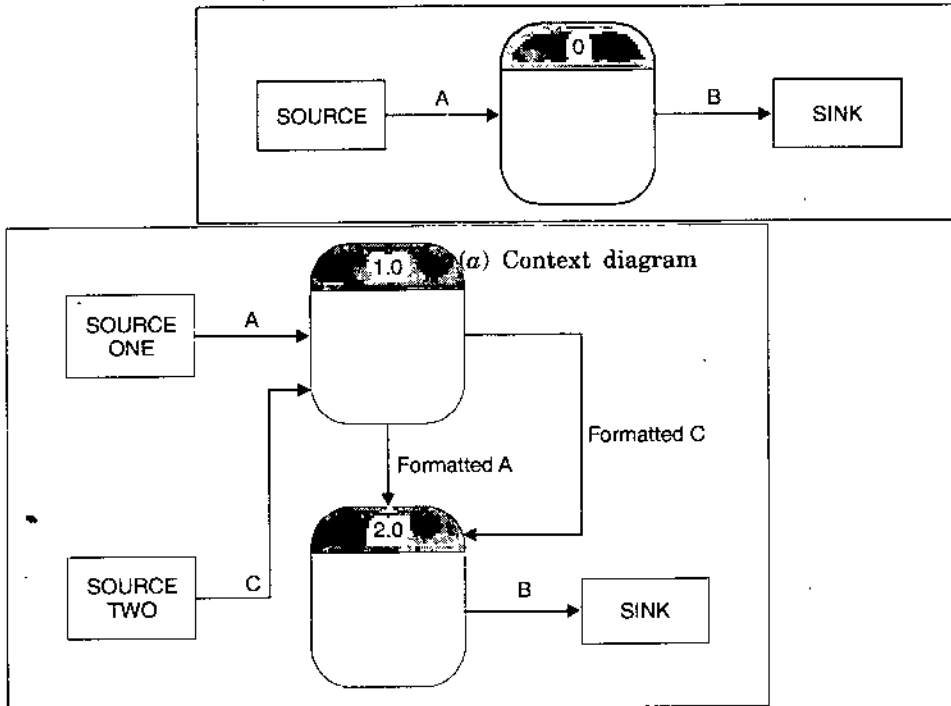 0
A
B
SOURCE
SINK
(a) Context diagram
1.0
A
SOURCE
ONE
Formatted C
Formatted A
2.0
SOURCE
TWO
C
B
SINK